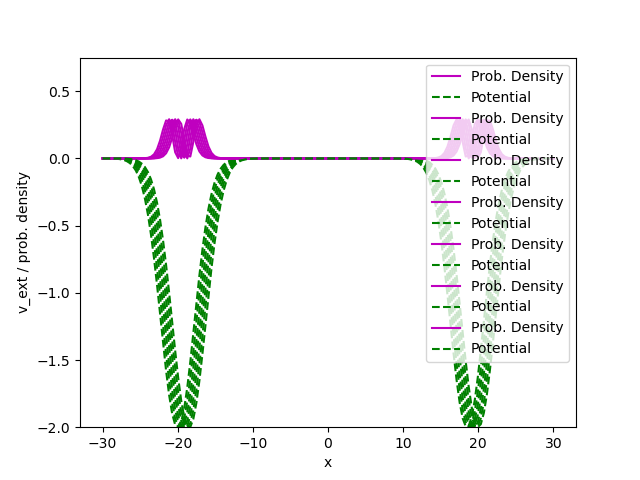 Prob. Density
Potential
Prob. Density
Potential
Prob. Density
Potential
Prob. Density
Potential
Prob. Density
Potential
Prob. Density
Potential
Prob. Density
Potential
v_ext / prob. density
0.5
0.0
−0.5
−1.0
−1.5
−2.0
−30 −20 −10 0 10 20 30
x